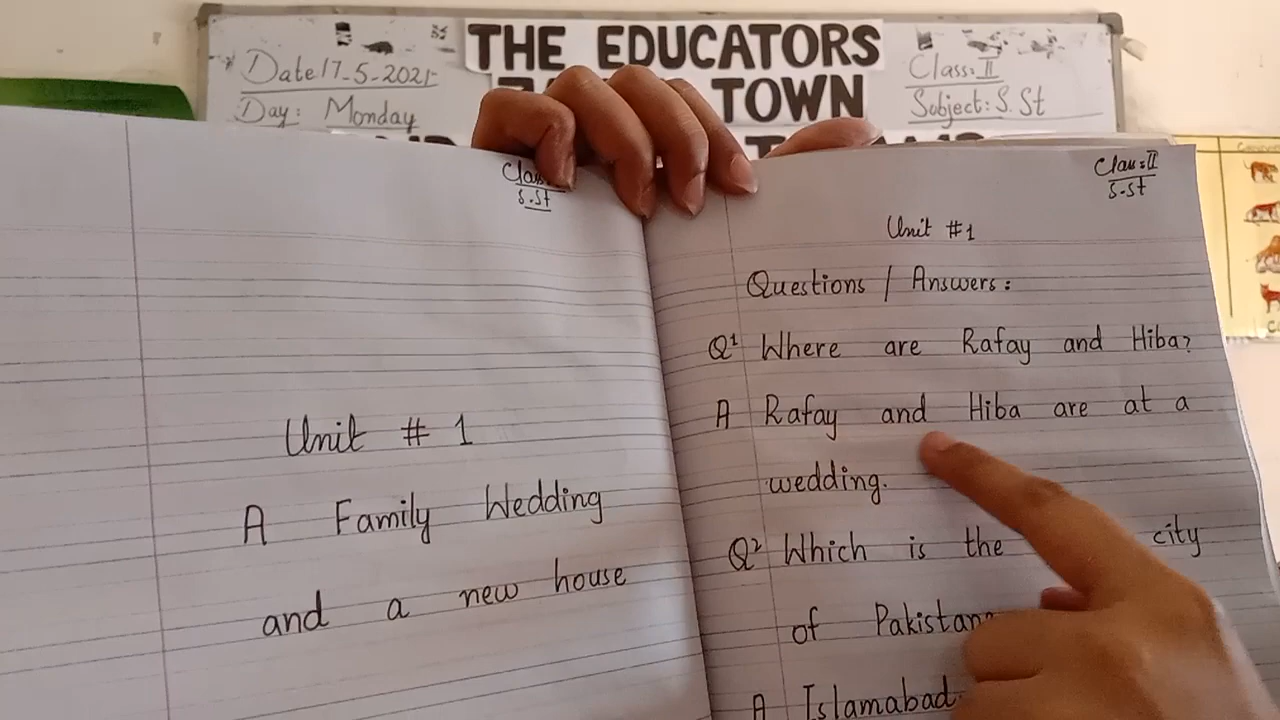 THE EDUCATORS
TOWN
Date 17-5-2021
Day: Monday
Class: II
Subject: S.St
S.St
Unit # 1
A Family Wedding
and a new house
Class: II
S.St
Unit #1
Questions / Answers:
Q1 Where are Rafay and Hiba?
A Rafay and Hiba are at a
wedding.
Q2 Which is the city
of Pakistan
A Islamabad